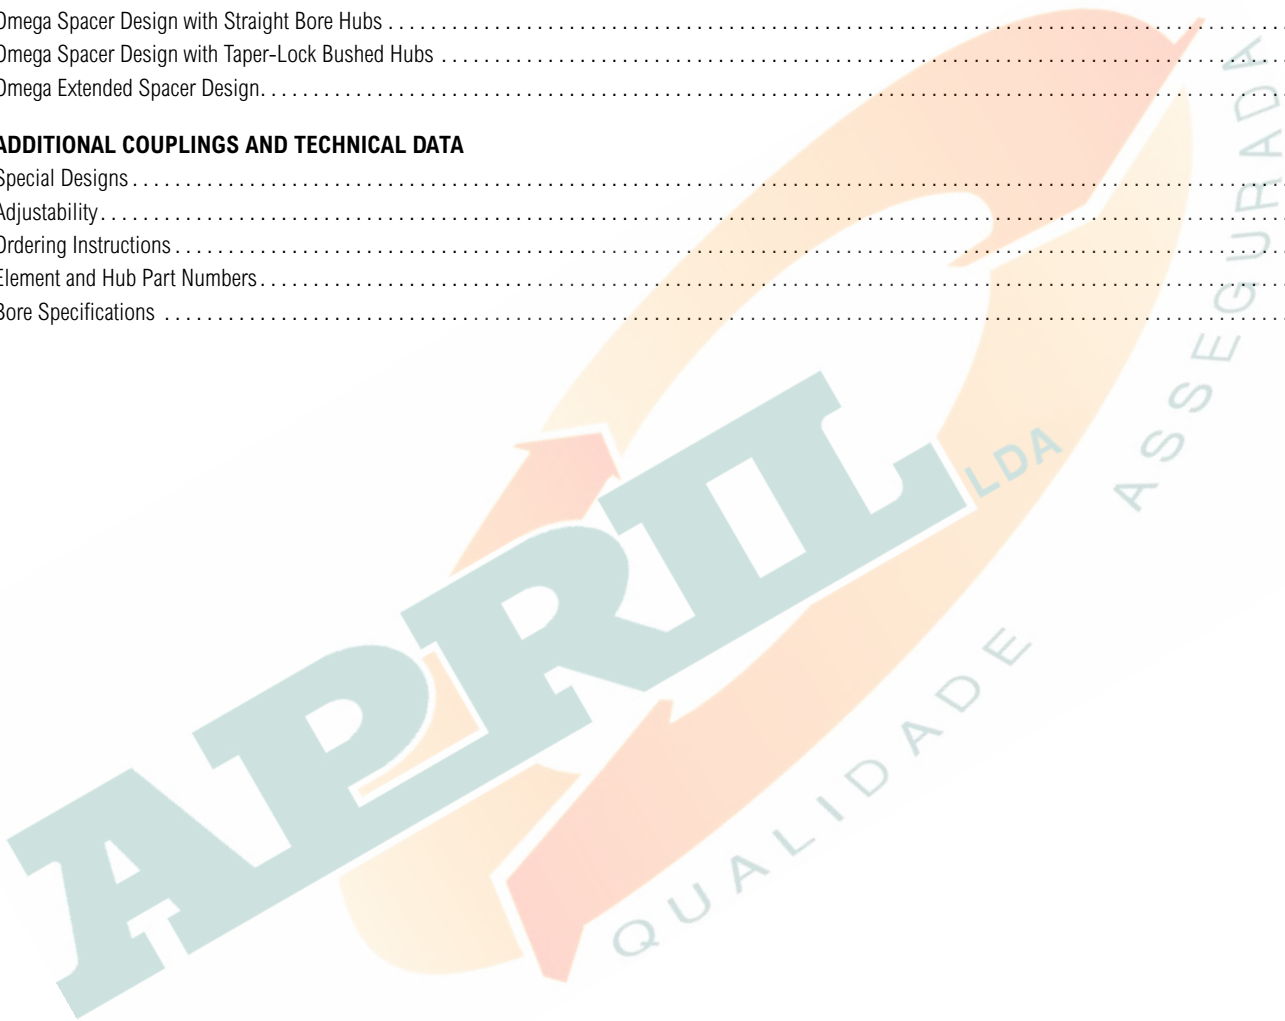 Omega Spacer Design with Straight Bore Hubs
Omega Spacer Design with Taper-Lock Bushed Hubs
Omega Extended Spacer Design
ADDITIONAL COUPLINGS AND TECHNICAL DATA
Special Designs
Adjustability
Ordering Instructions
Element and Hub Part Numbers
Bore Specifications
APRIL LDA
QUALIDADE ASSEGURADA